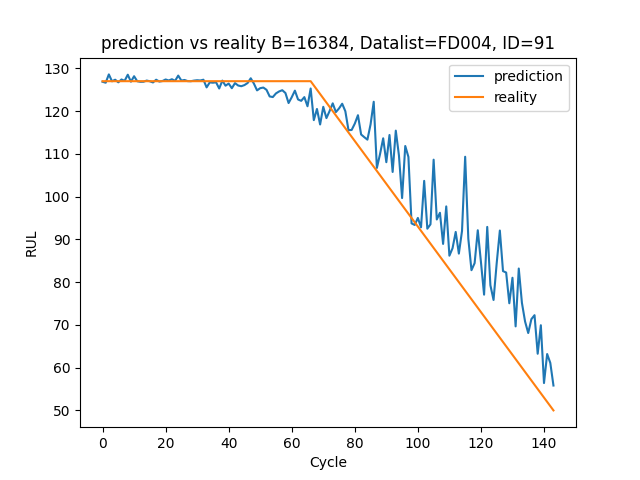 prediction vs reality B=16384, Datalist=FD004, ID=91
prediction
reality
130
120
110
100
90
80
70
60
50
RUL
0 20 40 60 80 100 120 140
Cycle